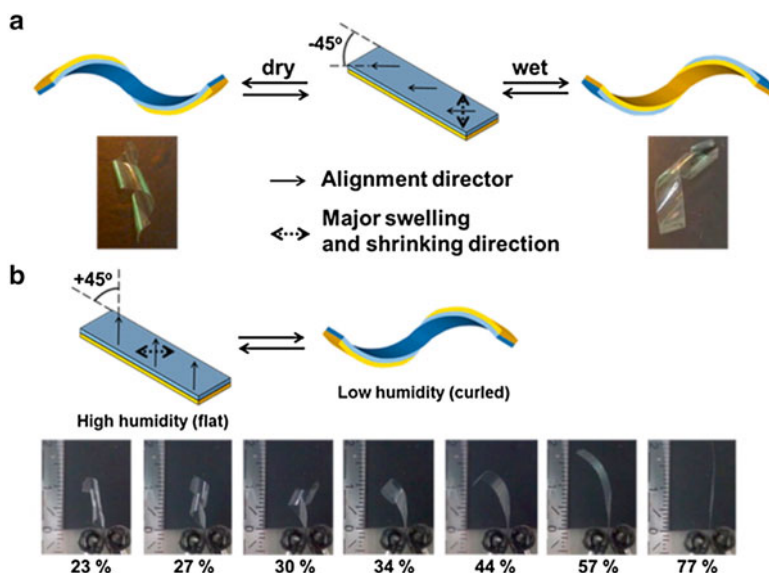 a
-45°
dry
wet
Alignment director
Major swelling
and shrinking direction
b
+45°
High humidity (flat)
Low humidity (curled)
23 %
27 %
30 %
34 %
44 %
57 %
77 %